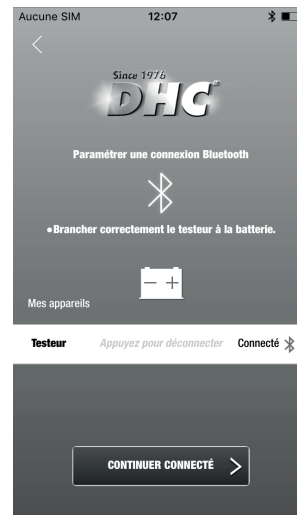 Aucune SIM 12:07
Since 1976
DHC®
Paramétrer une connexion Bluetooth
•Brancher correctement le testeur à la batterie.
Mes appareils
Testeur Appuyez pour déconnecter Connecté
CONTINUER CONNECTÉ